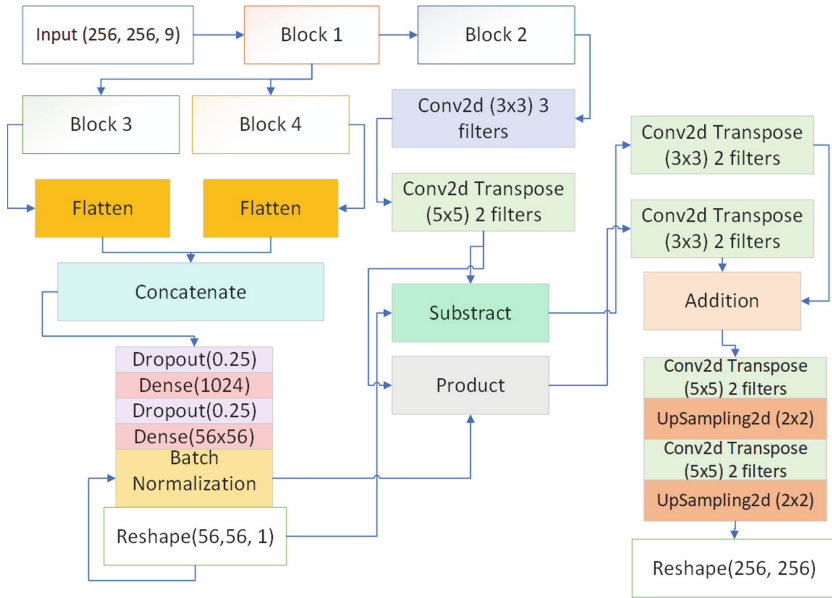 Input (256, 256, 9)
Block 1
Block 2
Block 3
Block 4
Conv2d (3x3) 3
filters
Flatten
Flatten
Conv2d Transpose
(5x5) 2 filters
Concatenate
Substract
Product
Dropout(0.25)
Dense(1024)
Dropout(0.25)
Dense(56x56)
Batch
Normalization
Reshape(56,56, 1)
Conv2d Transpose
(3x3) 2 filters
Conv2d Transpose
(3x3) 2 filters
Addition
Conv2d Transpose
(5x5) 2 filters
UpSampling2d (2x2)
Conv2d Transpose
(5x5) 2 filters
UpSampling2d (2x2)
Reshape(256, 256)